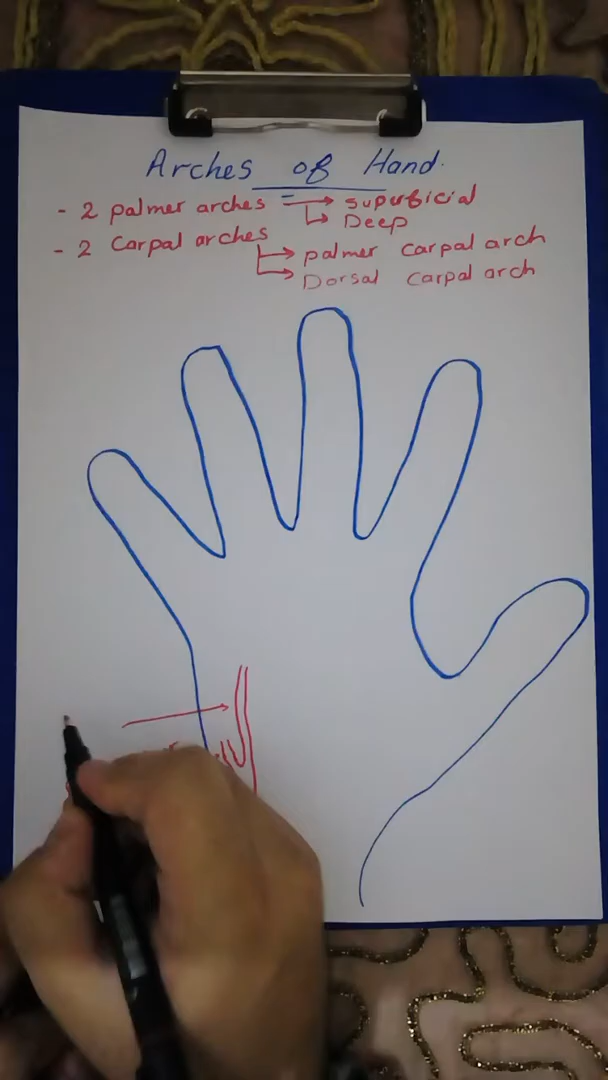 Arches of Hand.
- 2 palmer arches = superficial
Deep
- 2 Carpal arches
palmer carpal arch
Dorsal carpal arch